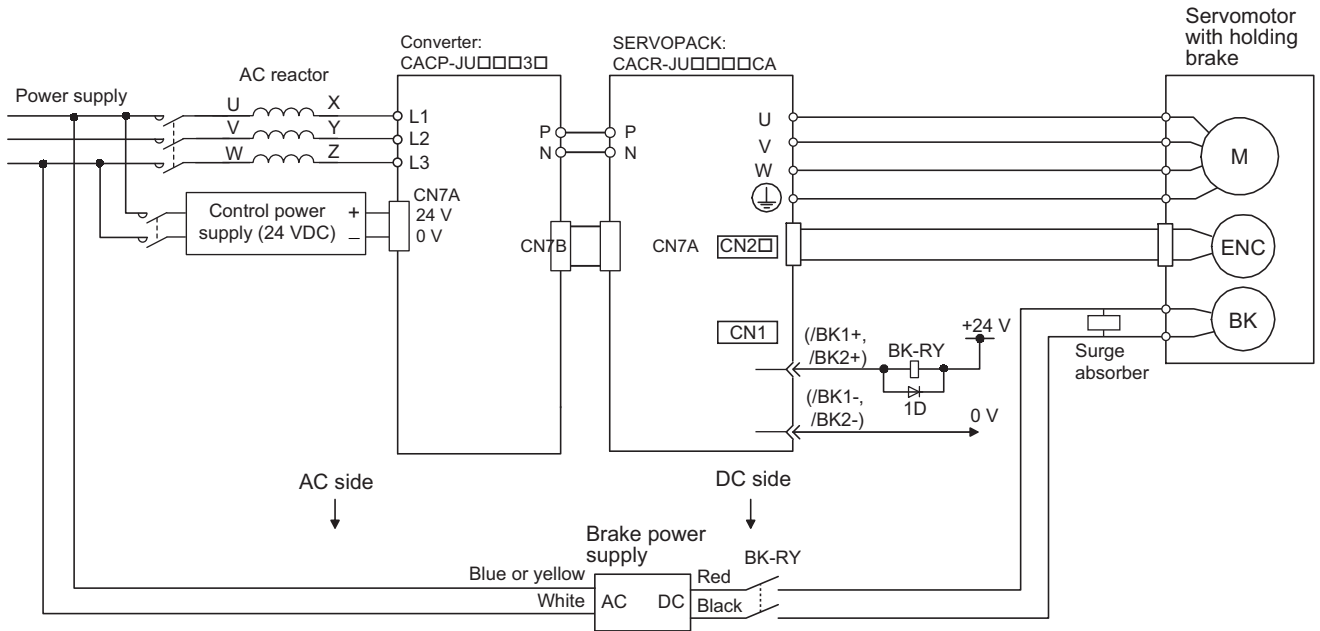 Servomotor
with holding
brake
Converter:
CACP-JU□□□3□
SERVOPACK:
CACR-JU□□□□CA
AC reactor
Power supply
U
X
L1
V
Y
L2
W
Z
L3
P
N
P
N
U
V
W
M
CN7A
24 V
0 V
Control power
supply (24 VDC)
+
–
CN7B
CN7A
CN2□
ENC
CN1
(/BK1+,
/BK2+)
BK-RY
+24 V
1D
(/BK1-,
/BK2-)
0 V
Surge
absorber
BK
AC side
DC side
Brake power
supply
BK-RY
Blue or yellow
White
AC
DC
Red
Black